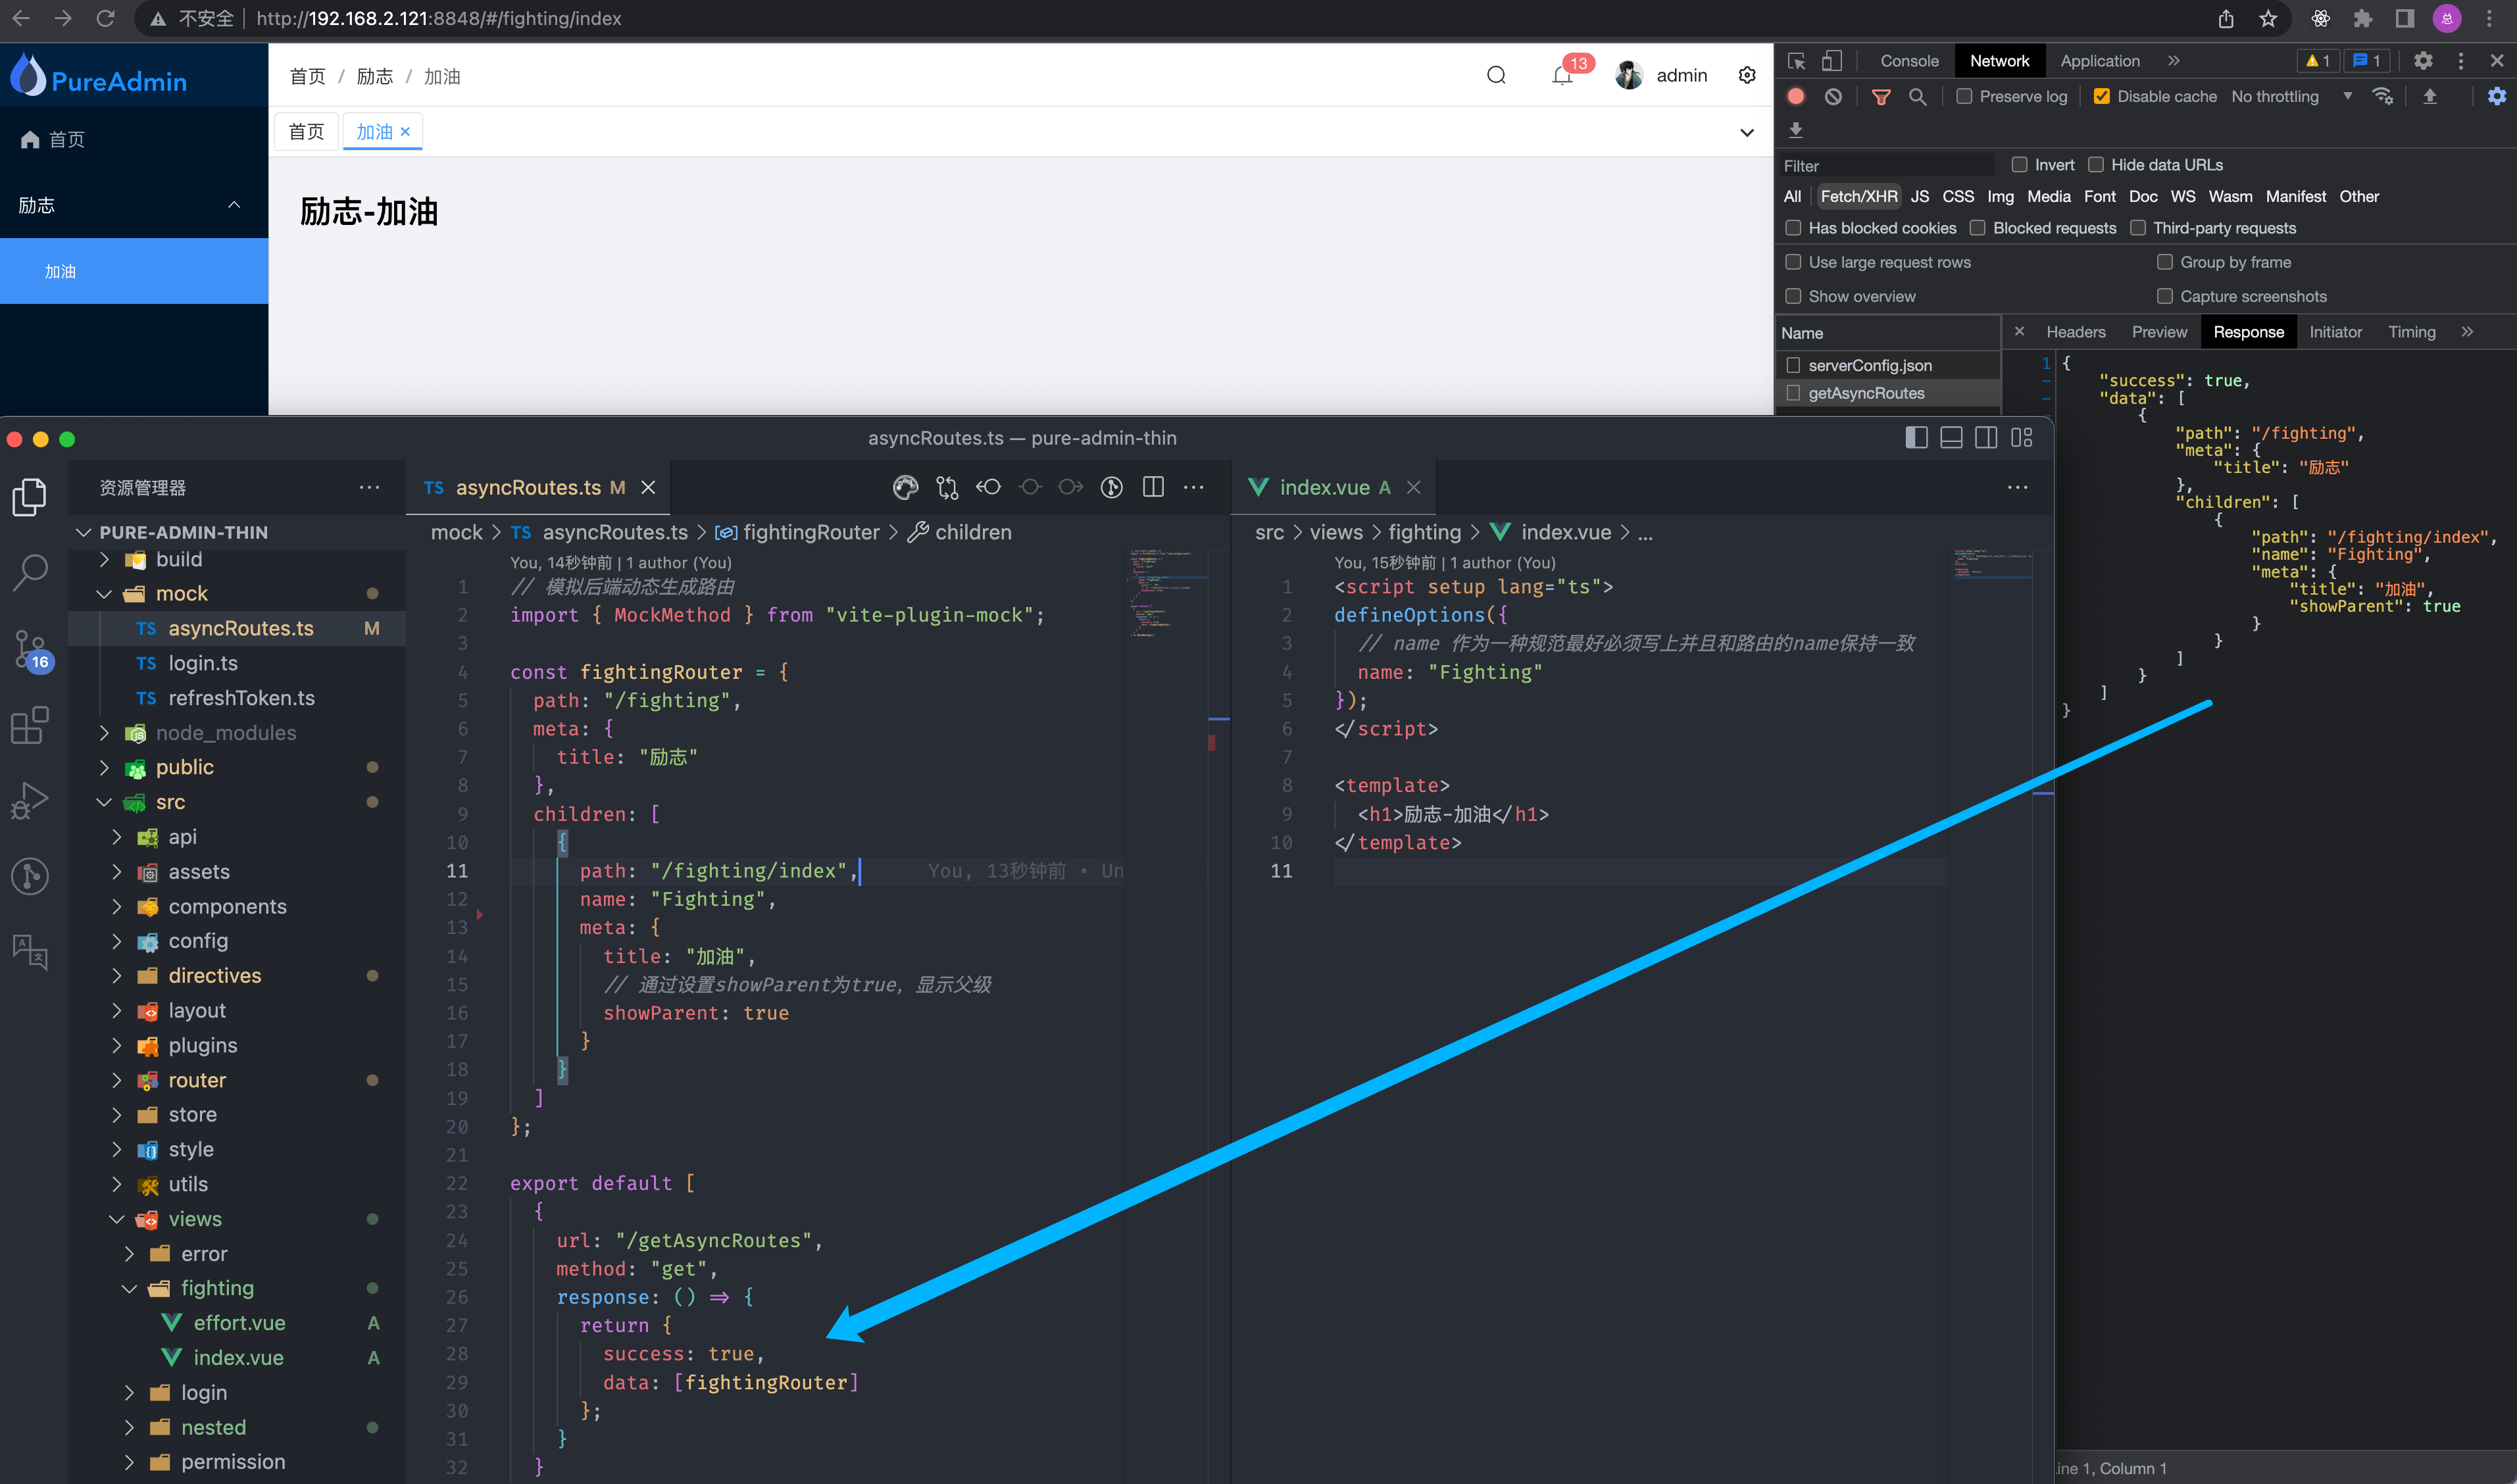 不安全 http://192.168.2.121:8848/#/fighting/index
PureAdmin
首页
励志
加油
首页 / 励志 / 加油
13
admin
首页
加油
励志-加油
Console
Network
Application
1
1
Preserve log
Disable cache
No throttling
Filter
Invert
Hide data URLs
All
Fetch/XHR
JS
CSS
Img
Media
Font
Doc
WS
Wasm
Manifest
Other
Has blocked cookies
Blocked requests
Third-party requests
Use large request rows
Group by frame
Show overview
Capture screenshots
Name
serverConfig.json
getAsyncRoutes
Headers
Preview
Response
Initiator
Timing
1 {
"success": true,
"data": [
{
"path": "/fighting",
"meta": {
"title": "励志"
},
"children": [
{
"path": "/fighting/index",
"name": "Fighting",
"meta": {
"title": "加油",
"showParent": true
}
}
]
}
]
}
asyncRoutes.ts — pure-admin-thin
资源管理器
PURE-ADMIN-THIN
build
mock
TS asyncRoutes.ts M
TS login.ts
TS refreshToken.ts
16
node_modules
public
src
api
assets
components
config
directives
layout
plugins
router
store
style
utils
views
error
fighting
effort.vue A
index.vue A
login
nested
permission
TS asyncRoutes.ts M
mock > TS asyncRoutes.ts > fightingRouter > children
You, 14秒钟前 | 1 author (You)
1 // 模拟后端动态生成路由
2 import { MockMethod } from "vite-plugin-mock";
3
4 const fightingRouter = {
5 path: "/fighting",
6 meta: {
7 title: "励志"
8 },
9 children: [
10 {
11 path: "/fighting/index", You, 13秒钟前 • Un
12 name: "Fighting",
13 meta: {
14 title: "加油",
15 // 通过设置showParent为true，显示父级
16 showParent: true
17 }
18 }
19 ]
20 };
21
22 export default [
23 {
24 url: "/getAsyncRoutes",
25 method: "get",
26 response: () => {
27 return {
28 success: true,
29 data: [fightingRouter]
30 };
31 }
32 }
index.vue A
src > views > fighting > index.vue > ...
You, 15秒钟前 | 1 author (You)
1 <script setup lang="ts">
2 defineOptions({
3 // name 作为一种规范最好必须写上并且和路由的name保持一致
4 name: "Fighting"
5 });
6 </script>
7
8 <template>
9 <h1>励志-加油</h1>
10 </template>
11
ine 1, Column 1